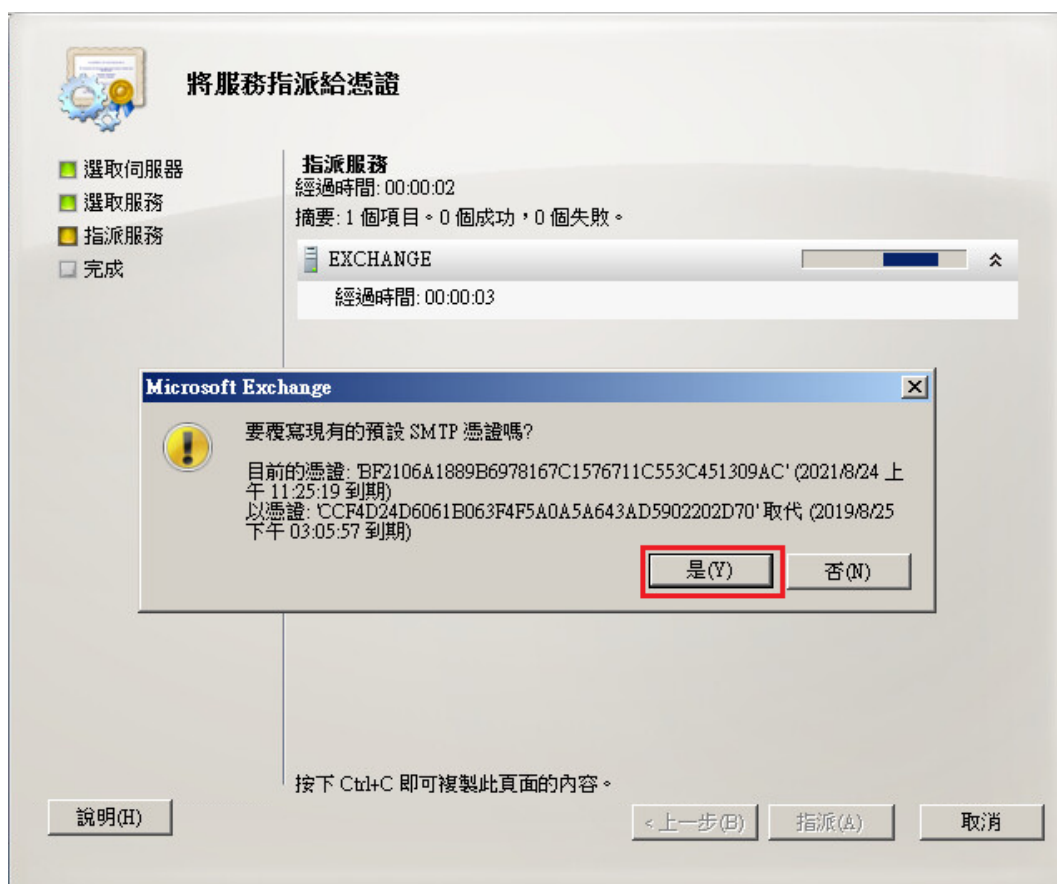 將服務指派給憑證
選取伺服器
選取服務
指派服務
完成
指派服務
經過時間: 00:00:02
摘要: 1 個項目。0 個成功，0 個失敗。
EXCHANGE
經過時間: 00:00:03
Microsoft Exchange
要覆寫現有的預設 SMTP 憑證嗎?
目前的憑證: 'BF2106A1889B6978167C1576711C553C451309AC' (2021/8/24 上
午 11:25:19 到期)
以憑證: 'CCF4D24D6061B063F4F5A0A5A643AD5902202D70' 取代 (2019/8/25
下午 03:05:57 到期)
是(Y)
否(N)
按下 Ctrl+C 即可複製此頁面的內容。
說明(H)
<上一步(B)
指派(A)
取消